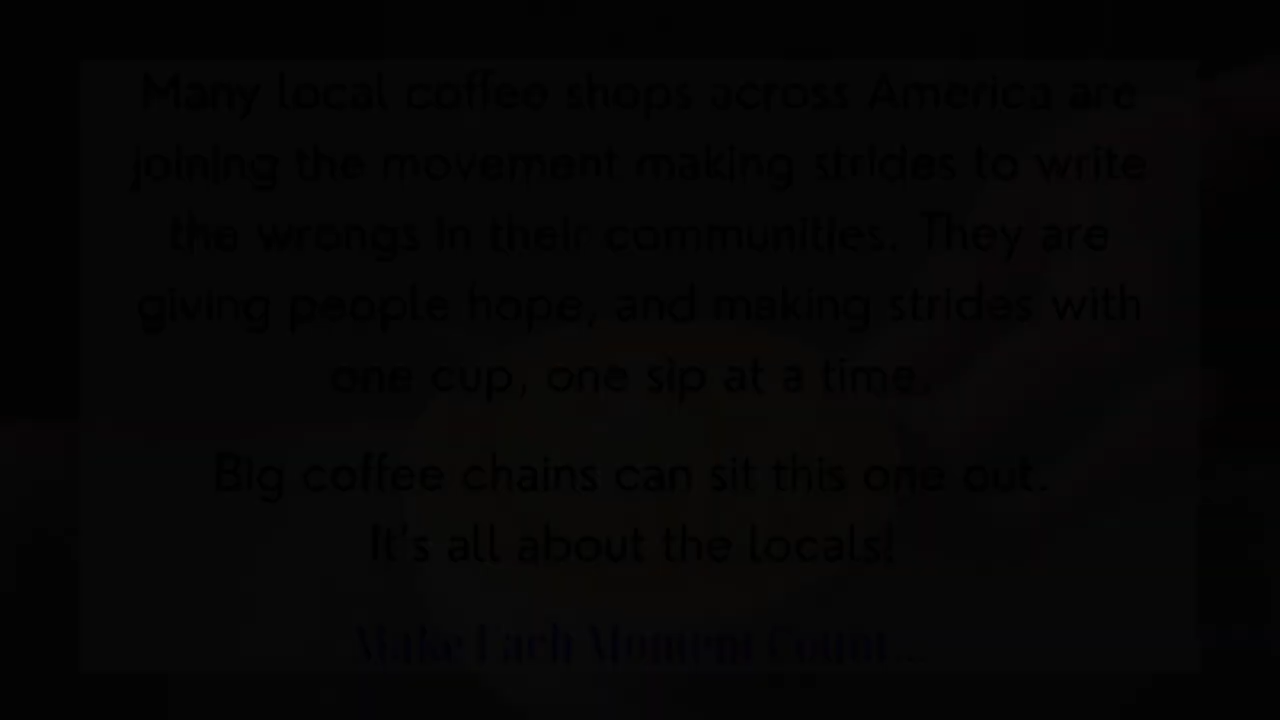 Many local coffee shops across America are
joining the movement making strides to write
the wrongs in their communities. They are
giving people hope, and making strides with
one cup, one sip at a time.
Big coffee chains can sit this one out.
It's all about the locals!
Make Each Moment Count...